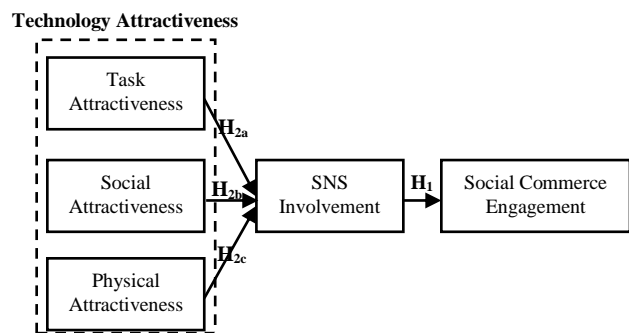 Technology Attractiveness
Task
Attractiveness
H2a
Social
Attractiveness
H2b
SNS
Involvement
H1
Social Commerce
Engagement
Physical
Attractiveness
H2c